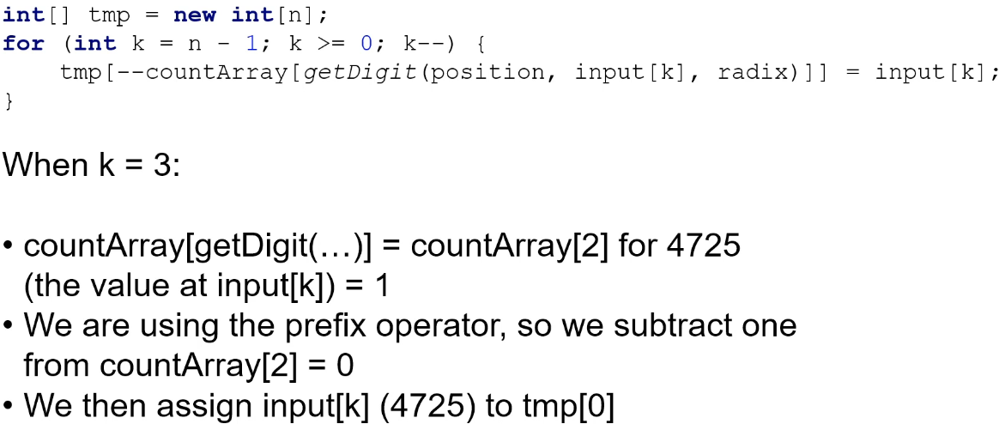 int[] tmp = new int[n];
for (int k = n - 1; k >= 0; k--) {
tmp[--countArray[getDigit(position, input[k], radix)]] = input[k];
}
When k = 3:
• countArray[getDigit(…)] = countArray[2] for 4725
(the value at input[k]) = 1
• We are using the prefix operator, so we subtract one
from countArray[2] = 0
• We then assign input[k] (4725) to tmp[0]